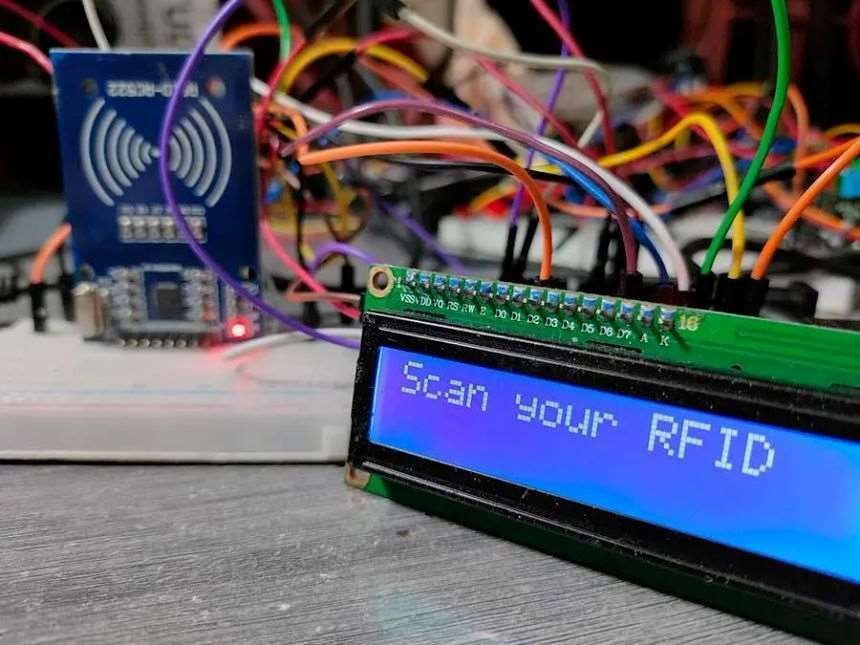 RFID-RC522
1
VSS VDD VO RS RW E D0 D1 D2 D3 D4 D5 D6 D7 A K
16
Scan your RFID